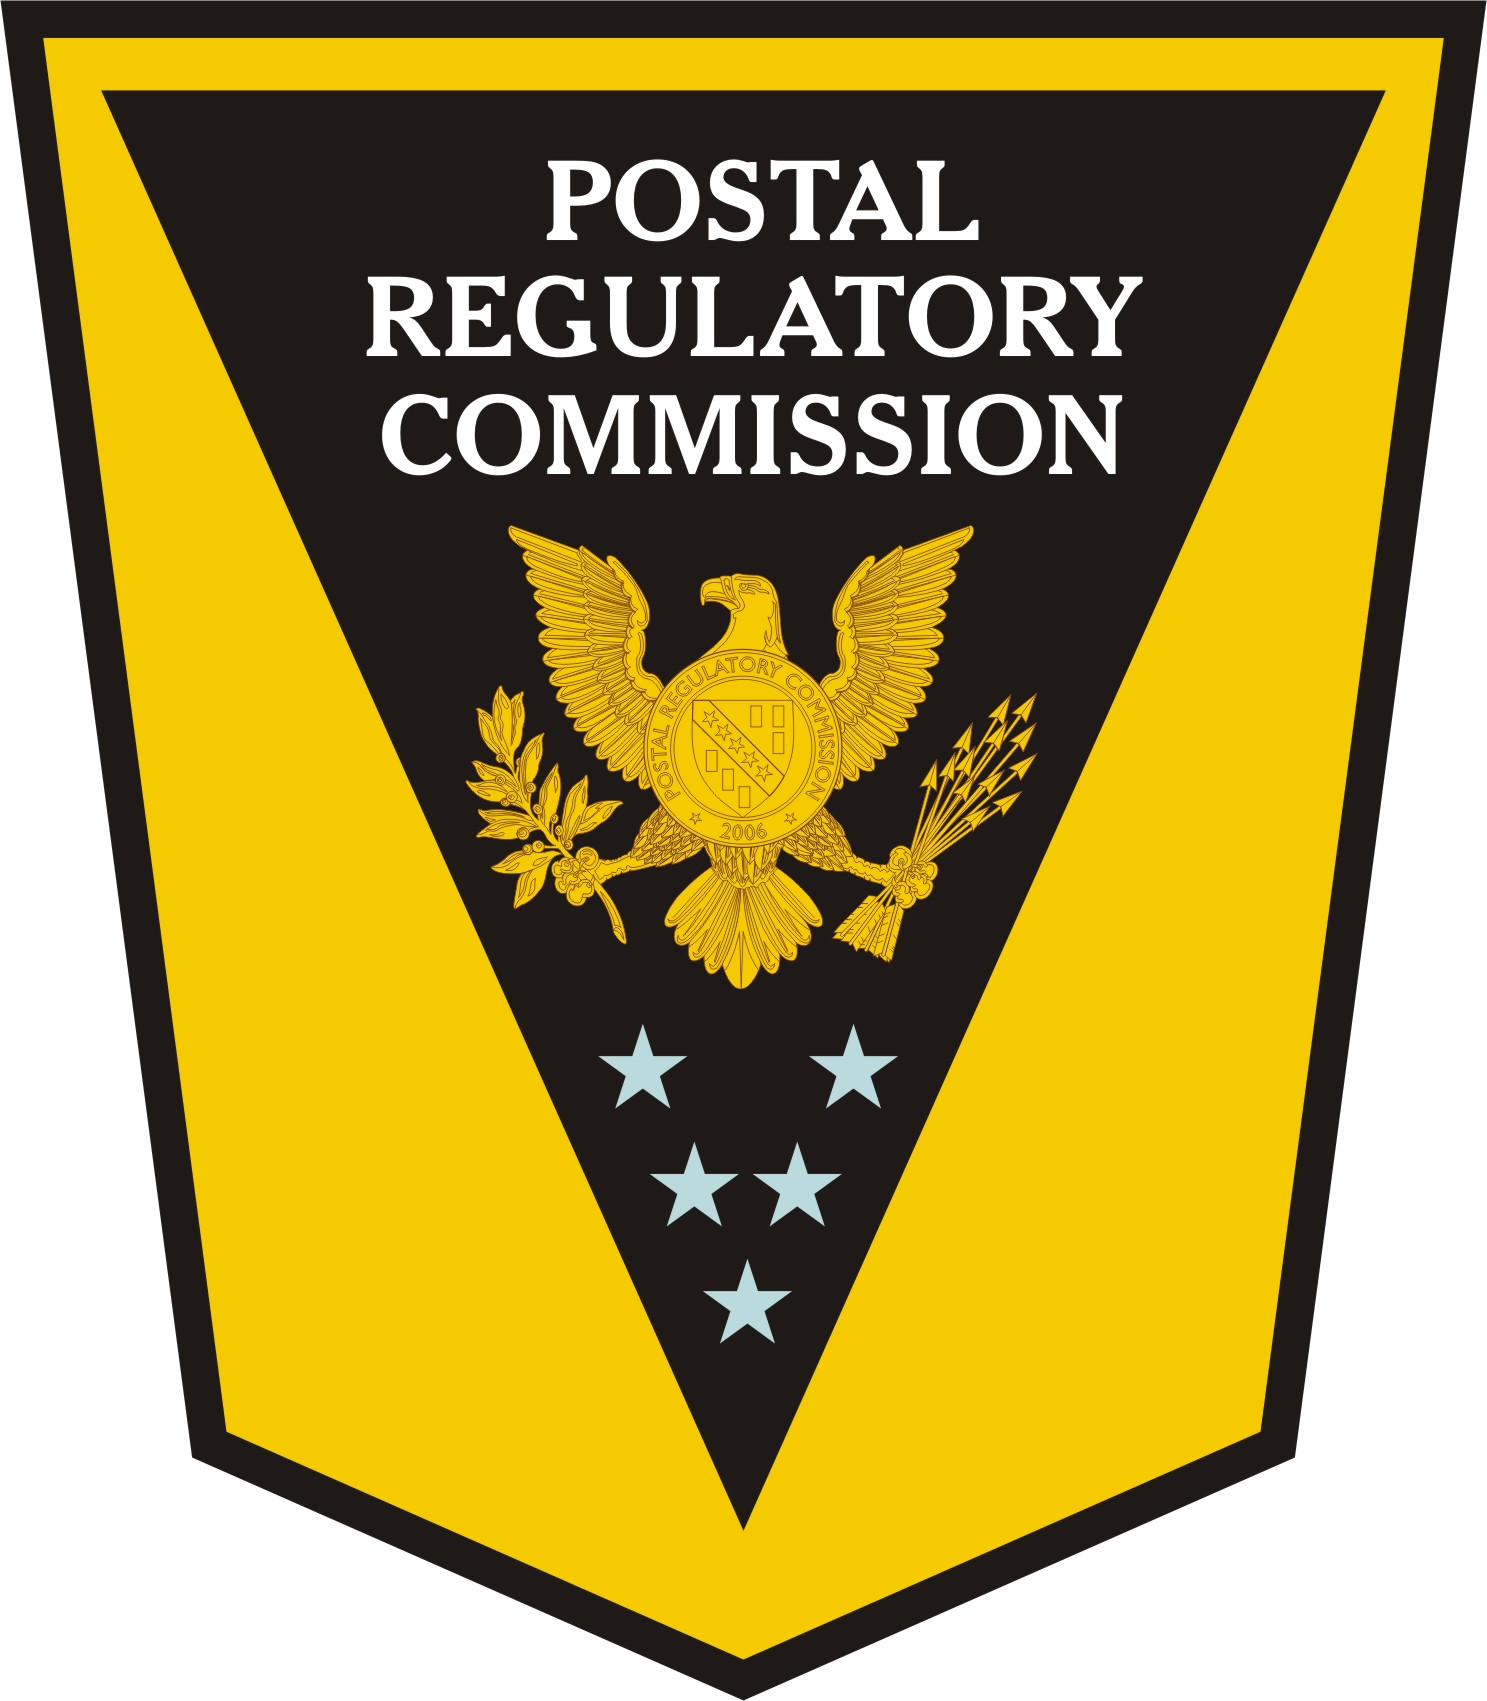 POSTAL
REGULATORY
COMMISSION
POSTAL REGULATORY COMMISSION
2006